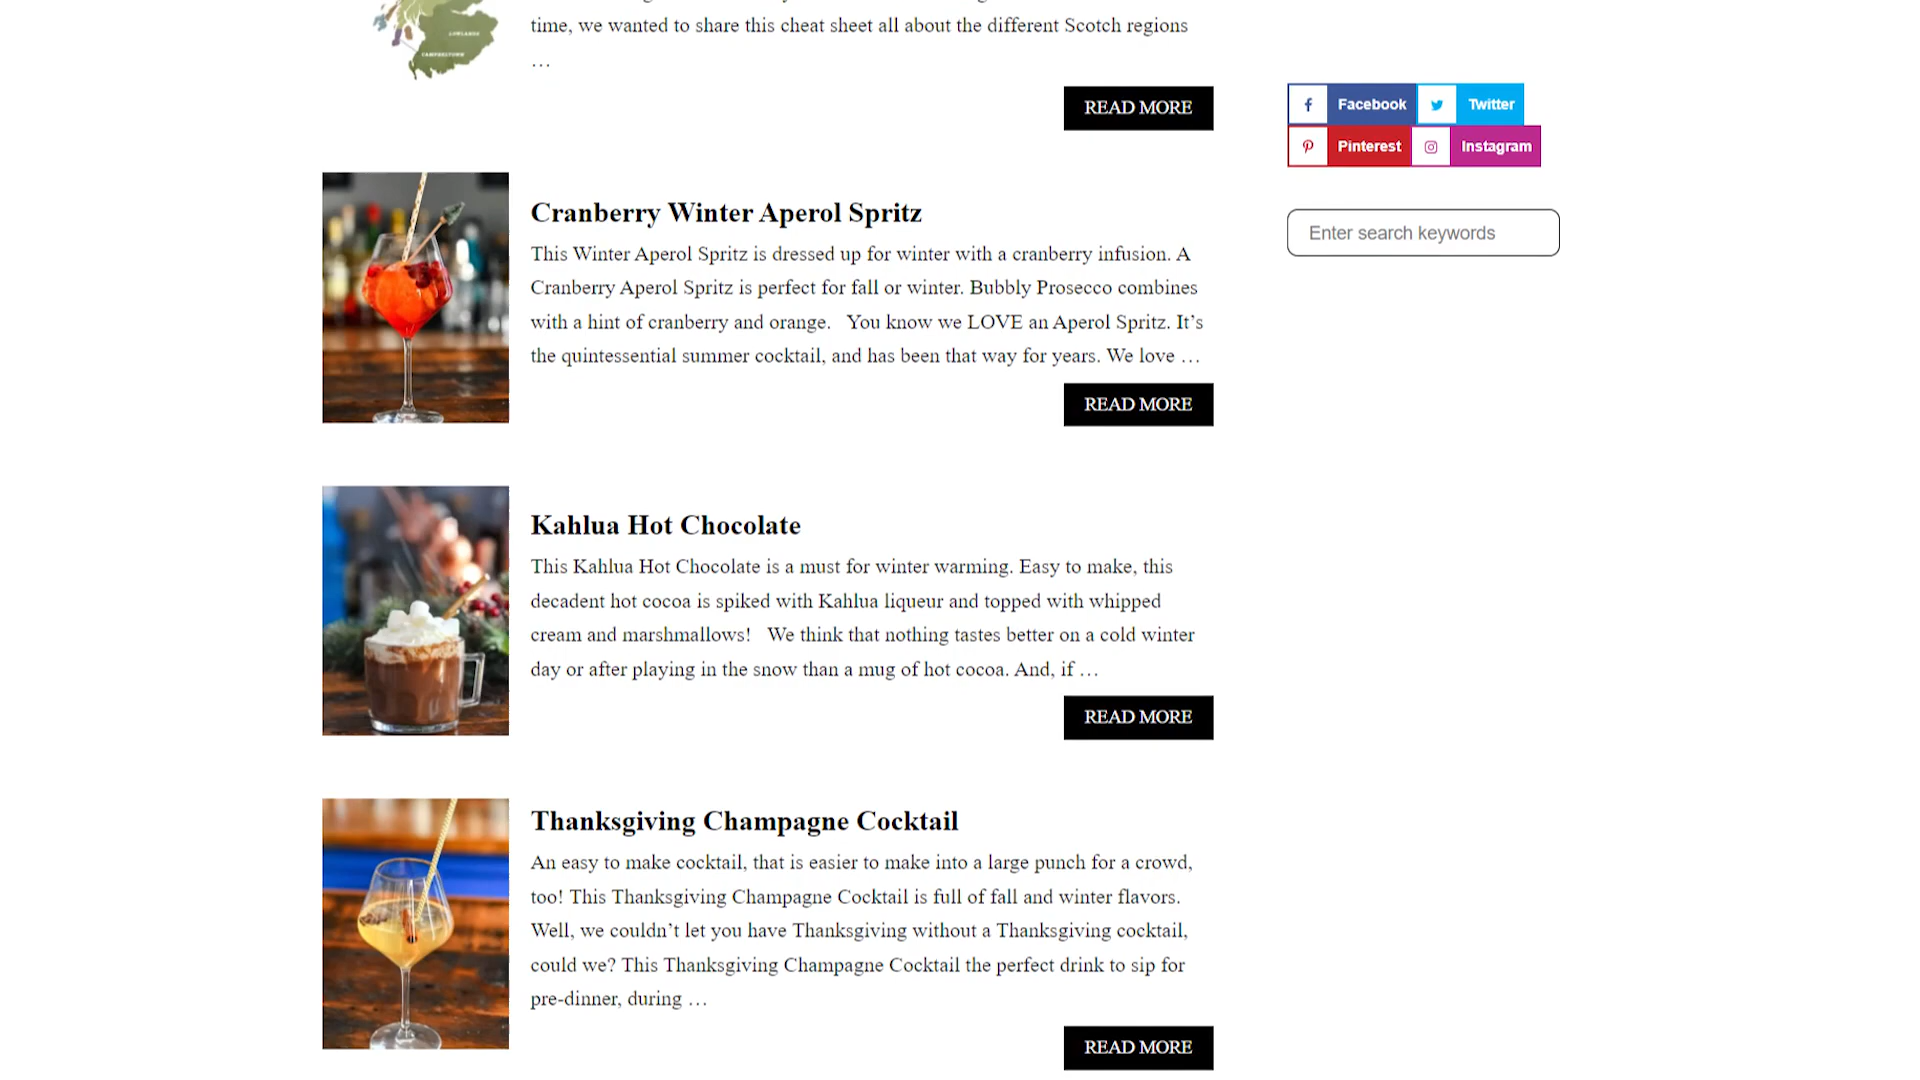 LOWLANDS
CAMPBELTOWN
time, we wanted to share this cheat sheet all about the different Scotch regions
…
READ MORE
Facebook
Twitter
Pinterest
Instagram
Enter search keywords
Cranberry Winter Aperol Spritz
This Winter Aperol Spritz is dressed up for winter with a cranberry infusion. A
Cranberry Aperol Spritz is perfect for fall or winter. Bubbly Prosecco combines
with a hint of cranberry and orange.   You know we LOVE an Aperol Spritz. It’s
the quintessential summer cocktail, and has been that way for years. We love …
READ MORE
Kahlua Hot Chocolate
This Kahlua Hot Chocolate is a must for winter warming. Easy to make, this
decadent hot cocoa is spiked with Kahlua liqueur and topped with whipped
cream and marshmallows!   We think that nothing tastes better on a cold winter
day or after playing in the snow than a mug of hot cocoa. And, if …
READ MORE
Thanksgiving Champagne Cocktail
An easy to make cocktail, that is easier to make into a large punch for a crowd,
too! This Thanksgiving Champagne Cocktail is full of fall and winter flavors.
Well, we couldn’t let you have Thanksgiving without a Thanksgiving cocktail,
could we? This Thanksgiving Champagne Cocktail the perfect drink to sip for
pre-dinner, during …
READ MORE